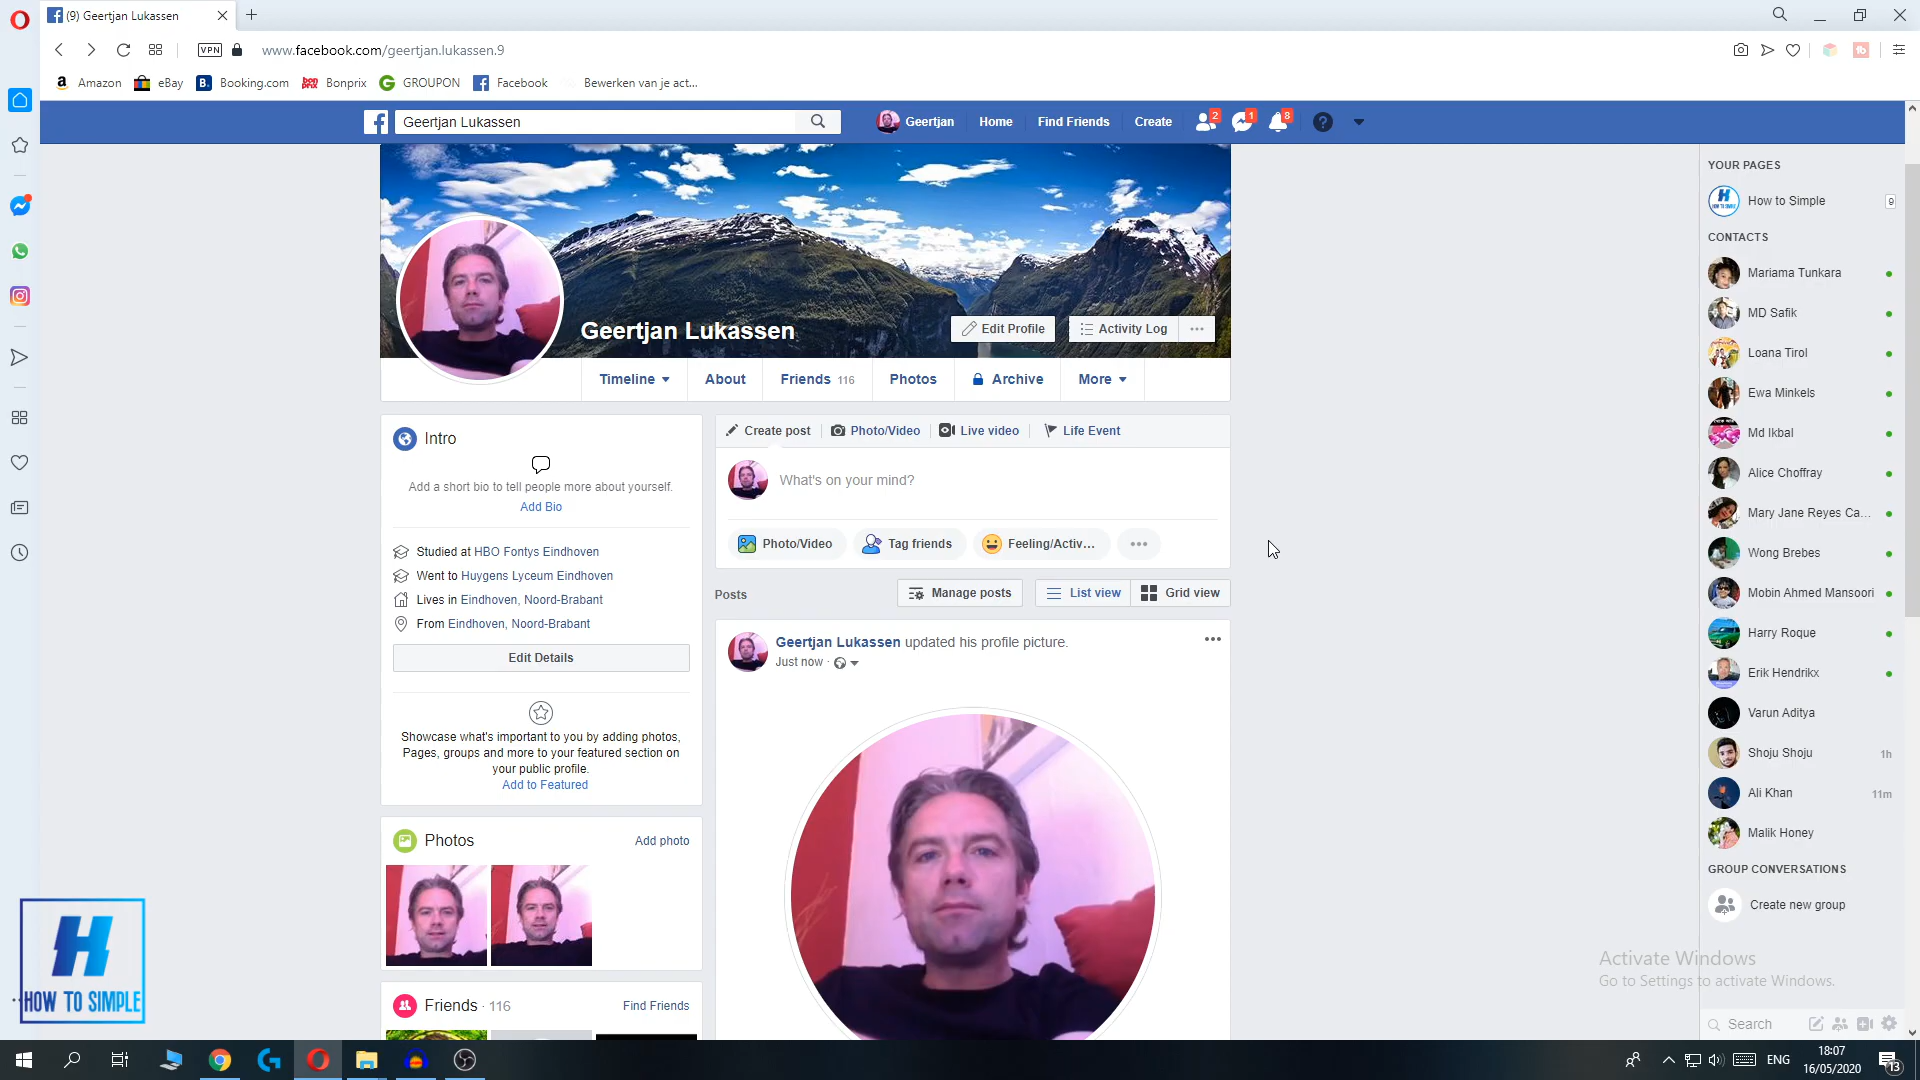 (9) Geertjan Lukassen
VPN
www.facebook.com/geertjan.lukassen.9
Amazon
eBay
Booking.com
Bonprix
GROUPON
Facebook
Bewerken van je act...
Geertjan Lukassen
Geertjan
Home
Find Friends
Create
2
1
8
Geertjan Lukassen
Edit Profile
Activity Log
Timeline
About
Friends 116
Photos
Archive
More
Intro
Add a short bio to tell people more about yourself.
Add Bio
Studied at HBO Fontys Eindhoven
Went to Huygens Lyceum Eindhoven
Lives in Eindhoven, Noord-Brabant
From Eindhoven, Noord-Brabant
Edit Details
Showcase what's important to you by adding photos,
Pages, groups and more to your featured section on
your public profile.
Add to Featured
Photos
Add photo
Friends · 116
Find Friends
Create post
Photo/Video
Live video
Life Event
What's on your mind?
Photo/Video
Tag friends
Feeling/Activ...
Posts
Manage posts
List view
Grid view
Geertjan Lukassen updated his profile picture.
Just now ·
YOUR PAGES
How to Simple
9
CONTACTS
Mariama Tunkara
MD Safik
Loana Tirol
Ewa Minkels
Md Ikbal
Alice Choffray
Mary Jane Reyes Ca...
Wong Brebes
Mobin Ahmed Mansoori
Harry Roque
Erik Hendrikx
Varun Aditya
Shoju Shoju
1h
Ali Khan
11m
Malik Honey
GROUP CONVERSATIONS
Create new group
Activate Windows
Go to Settings to activate Windows.
Search
H
HOW TO SIMPLE
ENG
18:07
16/05/2020
13